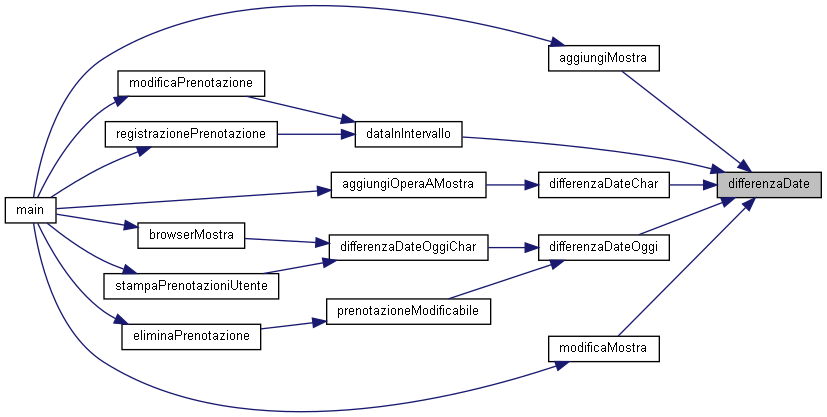 aggiungiMostra
modificaPrenotazione
registrazionePrenotazione
dataInIntervallo
aggiungiOperaAMostra
differenzaDateChar
differenzaDate
main
browserMostra
differenzaDateOggiChar
differenzaDateOggi
stampaPrenotazioniUtente
prenotazioneModificabile
eliminaPrenotazione
modificaMostra